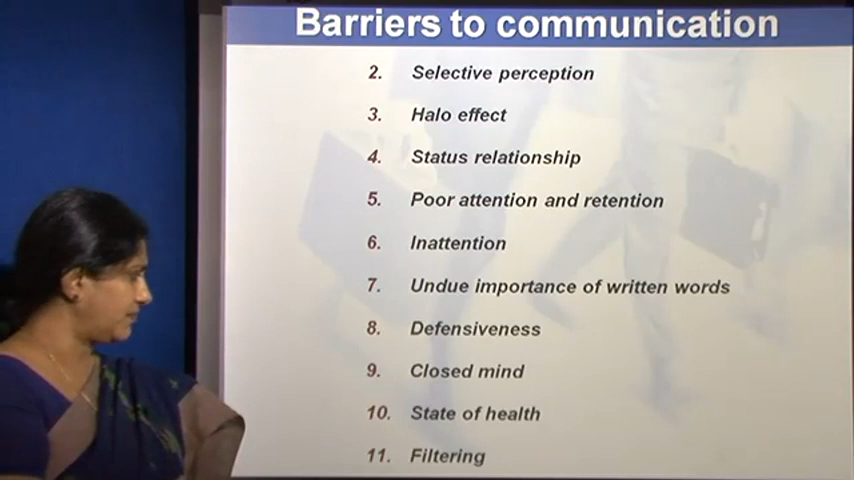 Barriers to communication
2. Selective perception
3. Halo effect
4. Status relationship
5. Poor attention and retention
6. Inattention
7. Undue importance of written words
8. Defensiveness
9. Closed mind
10. State of health
11. Filtering